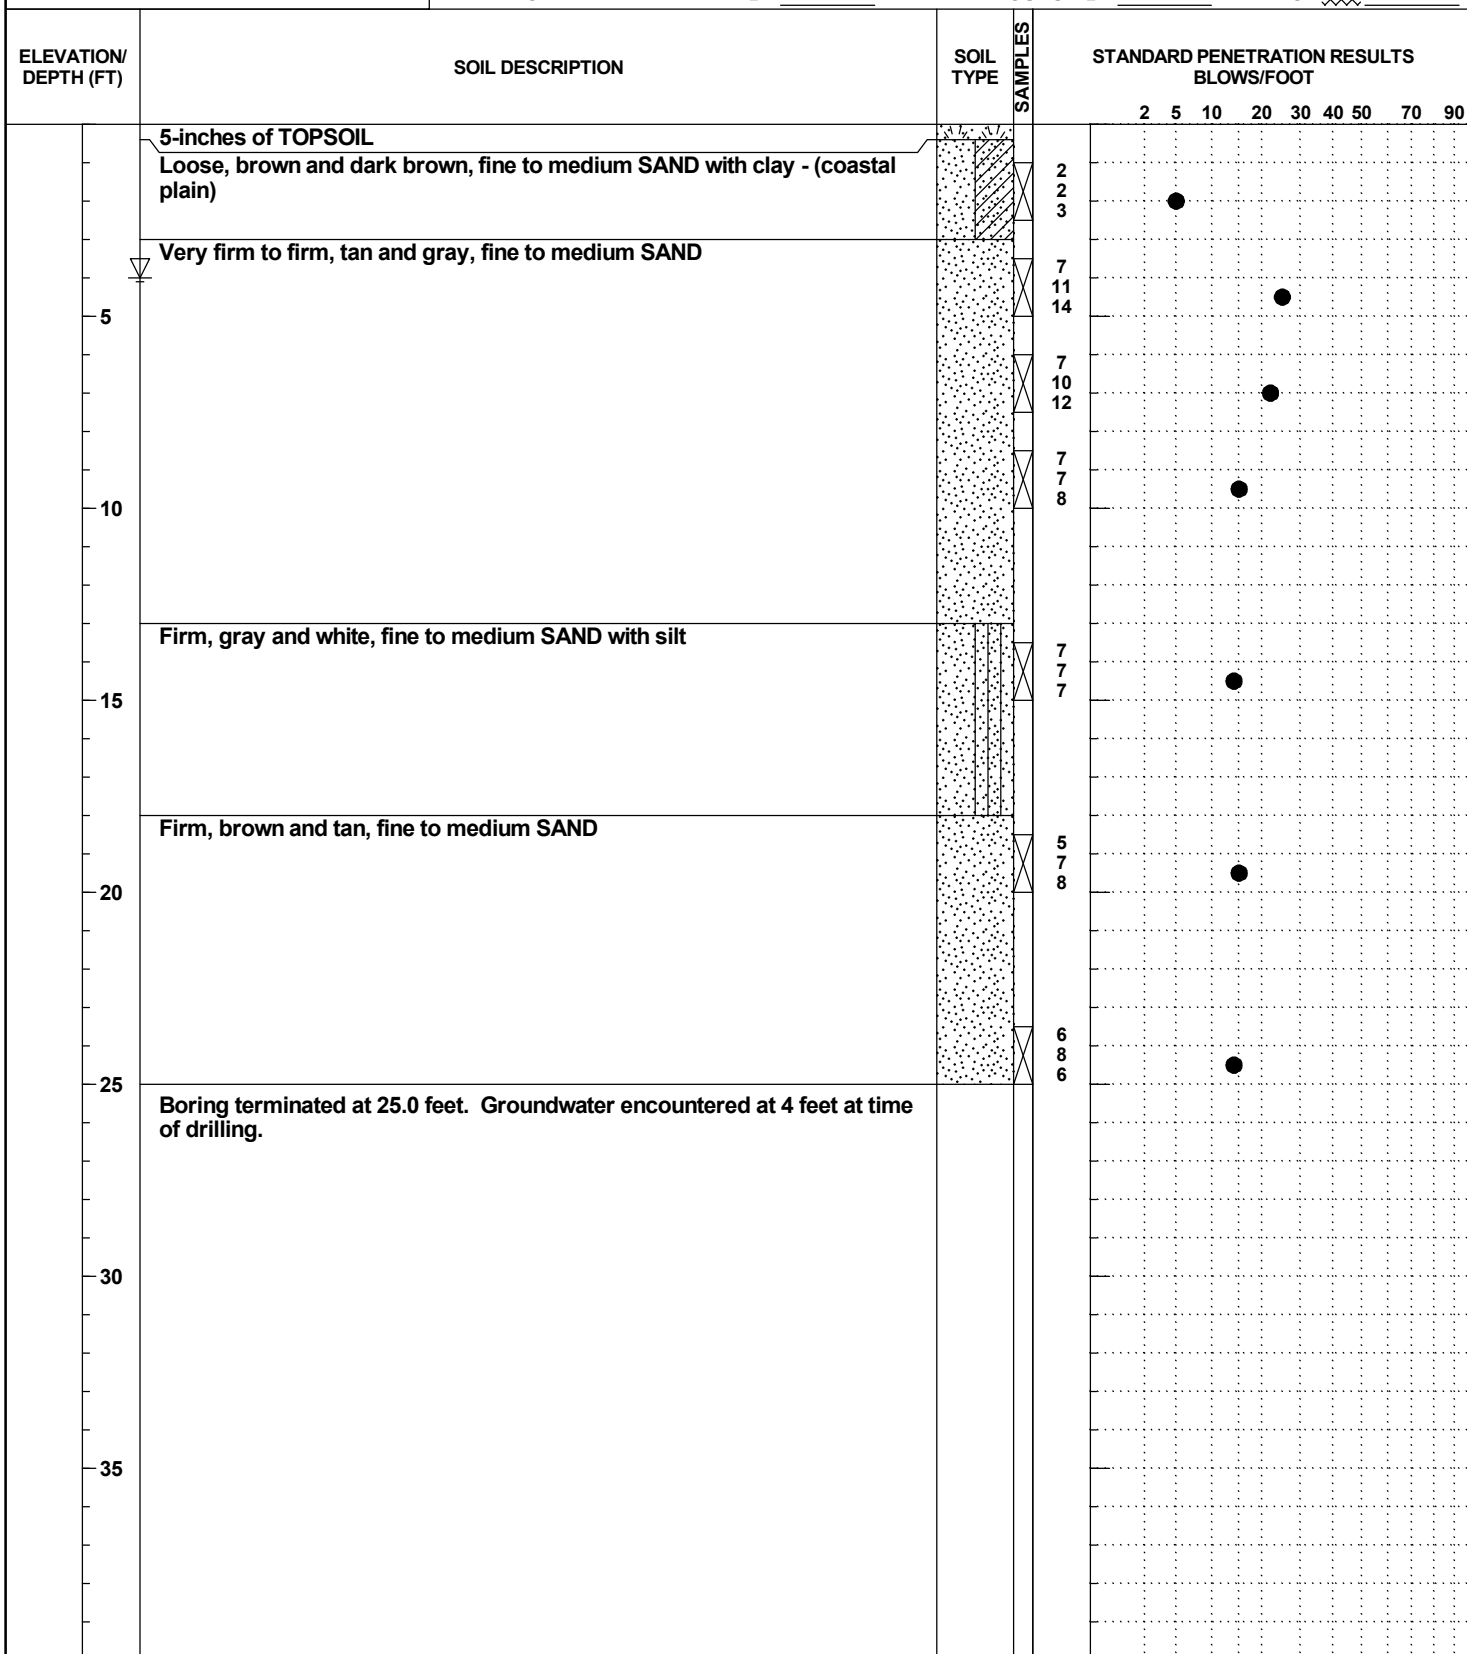 ELEVATION/
DEPTH (FT)
SOIL DESCRIPTION
SOIL
TYPE
SAMPLES
STANDARD PENETRATION RESULTS
BLOWS/FOOT
2 5 10 20 30 40 50 70 90
5-inches of TOPSOIL
Loose, brown and dark brown, fine to medium SAND with clay - (coastal
plain)
2
2
3
Very firm to firm, tan and gray, fine to medium SAND
7
11
14
5
7
10
12
7
7
8
10
Firm, gray and white, fine to medium SAND with silt
7
7
7
15
Firm, brown and tan, fine to medium SAND
5
7
8
20
6
8
6
25
Boring terminated at 25.0 feet. Groundwater encountered at 4 feet at time
of drilling.
30
35